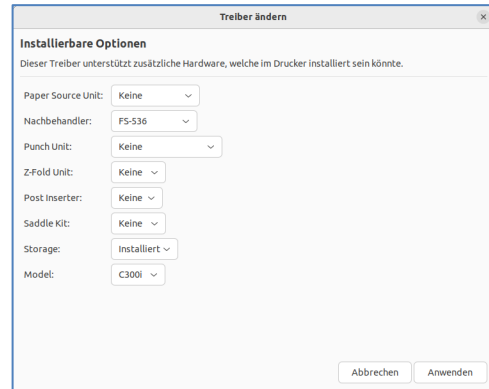 Treiber ändern
Installierbare Optionen
Dieser Treiber unterstützt zusätzliche Hardware, welche im Drucker installiert sein könnte.
Paper Source Unit: Keine
Nachbehandler: FS-536
Punch Unit: Keine
Z-Fold Unit: Keine
Post Inserter: Keine
Saddle Kit: Keine
Storage: Installiert
Model: C300i
Abbrechen Anwenden